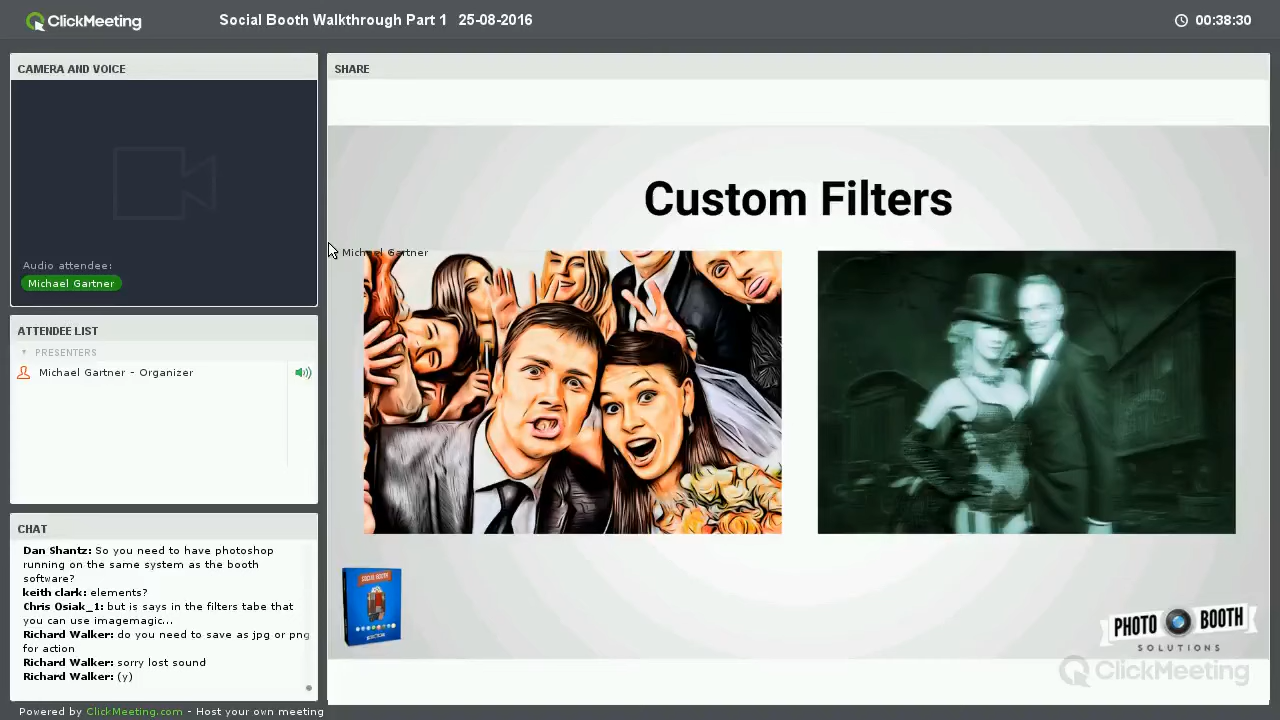 ClickMeeting
Social Booth Walkthrough Part 1 25-08-2016
00:38:30
CAMERA AND VOICE
Audio attendee:
Michael Gartner
ATTENDEE LIST
PRESENTERS
Michael Gartner - Organizer
CHAT
Dan Shantz: So you need to have photoshop
running on the same system as the booth
software?
keith clark: elements?
Chris Osiak_1: but is says in the filters tabe that
you can use imagemagic...
Richard Walker: do you need to save as jpg or png
for action
Richard Walker: sorry lost sound
Richard Walker: (y)
Powered by ClickMeeting.com - Host your own meeting
SHARE
Custom Filters
Michael Gartner
SOCIAL BOOTH
PHOTO BOOTH
SOLUTIONS
ClickMeeting